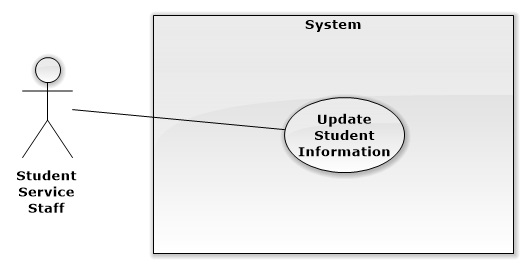 System
Update
Student
Information
Student
Service
Staff